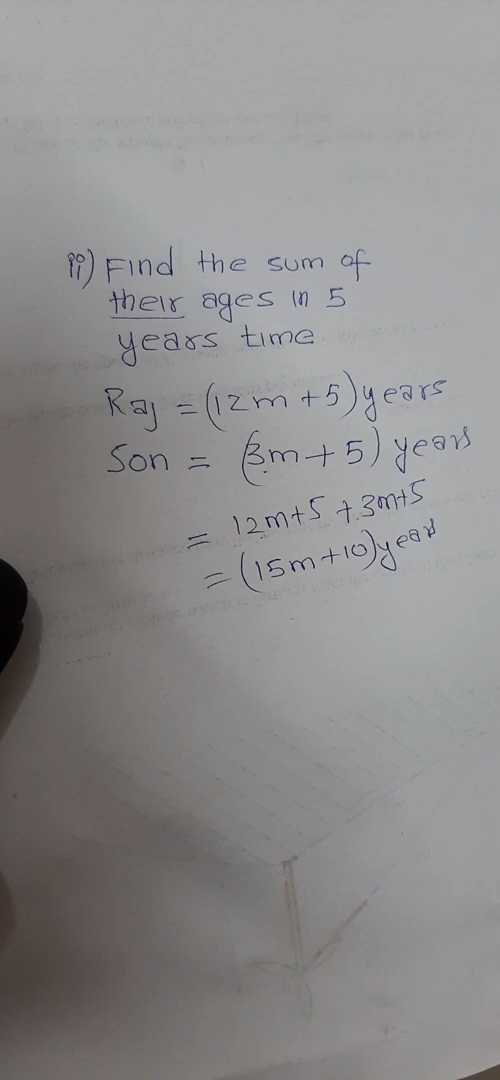 ii) Find the sum of
their ages in 5
years time
Raj = (12m + 5) years
Son = (3m + 5) years
= 12m+5 + 3m+5
= (15m+10) year